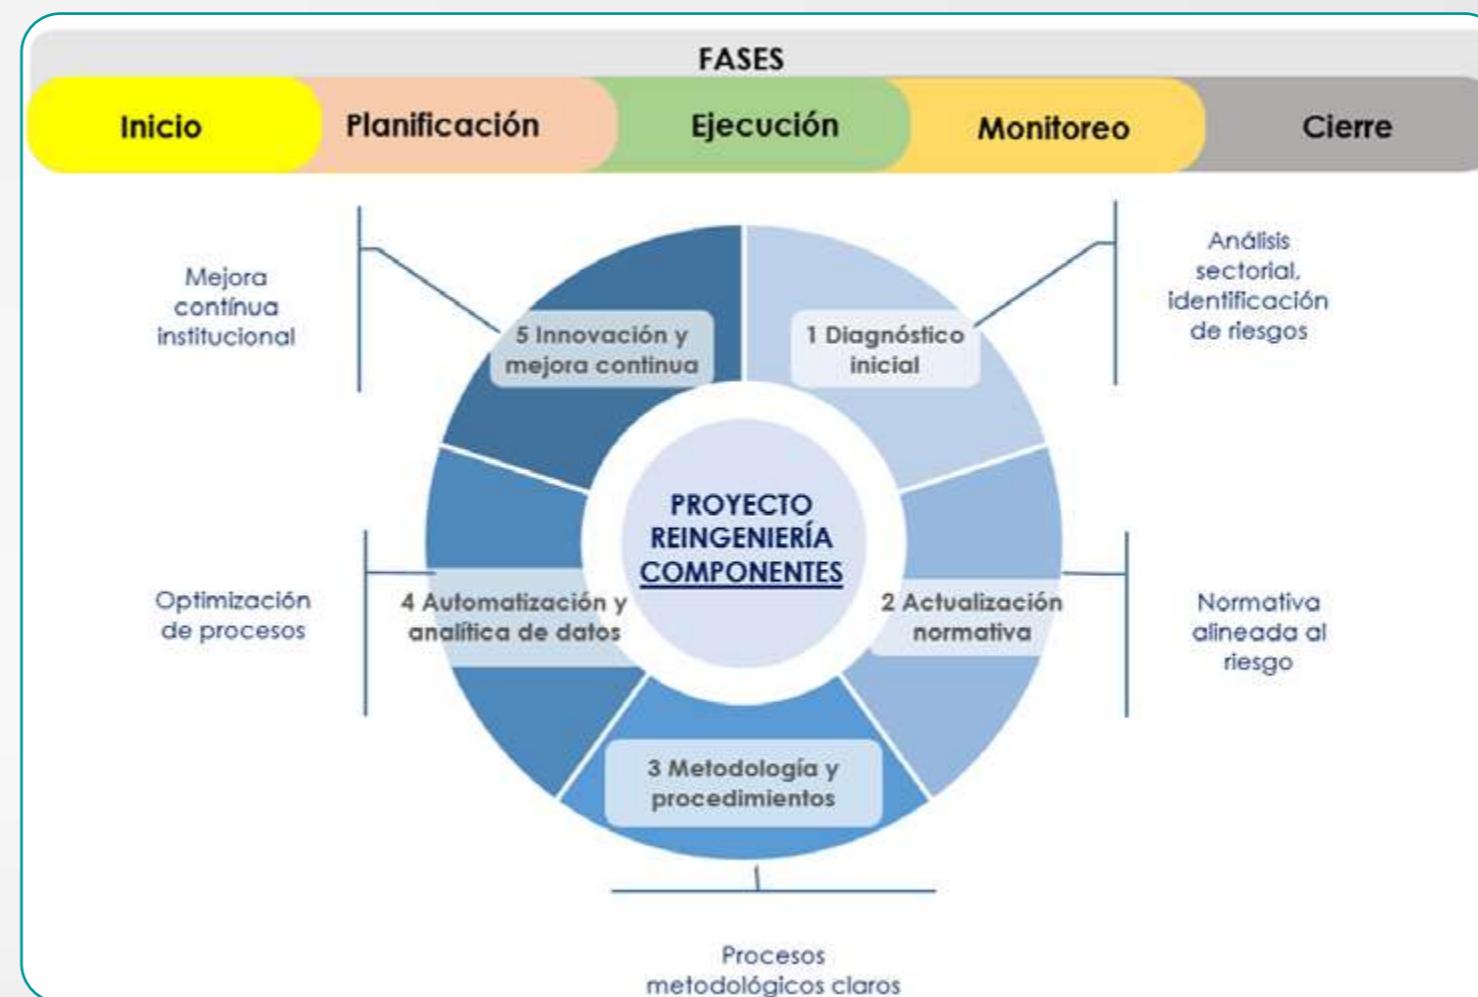 FASES
Inicio
Planificación
Ejecución
Monitoreo
Cierre
Mejora
contínua
institucional
5 Innovación y
mejora continua
1 Diagnóstico
inicial
Análisis
sectorial,
identificación
de riesgos
PROYECTO
REINGENIERÍA
COMPONENTES
Optimización
de procesos
4 Automatización y
analítica de datos
2 Actualización
normativa
Normativa
alineada al
riesgo
3 Metodología y
procedimientos
Procesos
metodológicos claros